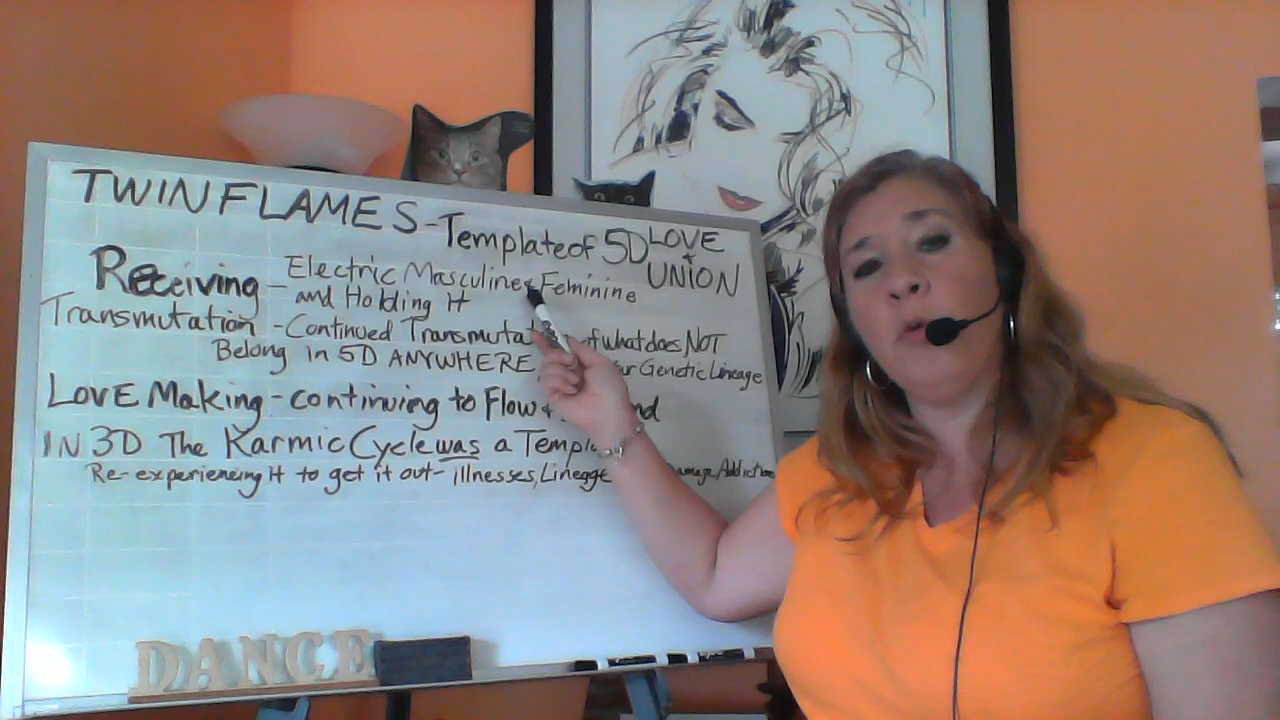 TWIN FLAMES - Template of 5D LOVE + UNION
Receiving - Electric Masculine & Feminine
and Holding It
Transmutation - Continued of what does NOT
Belong in 5D ANYWHERE Genetic Lineage
LOVE Making - continuing to Flow
IN 3D The Karmic Cycle was a
Re-experiencing It to get it out - illnesses,
DANCE